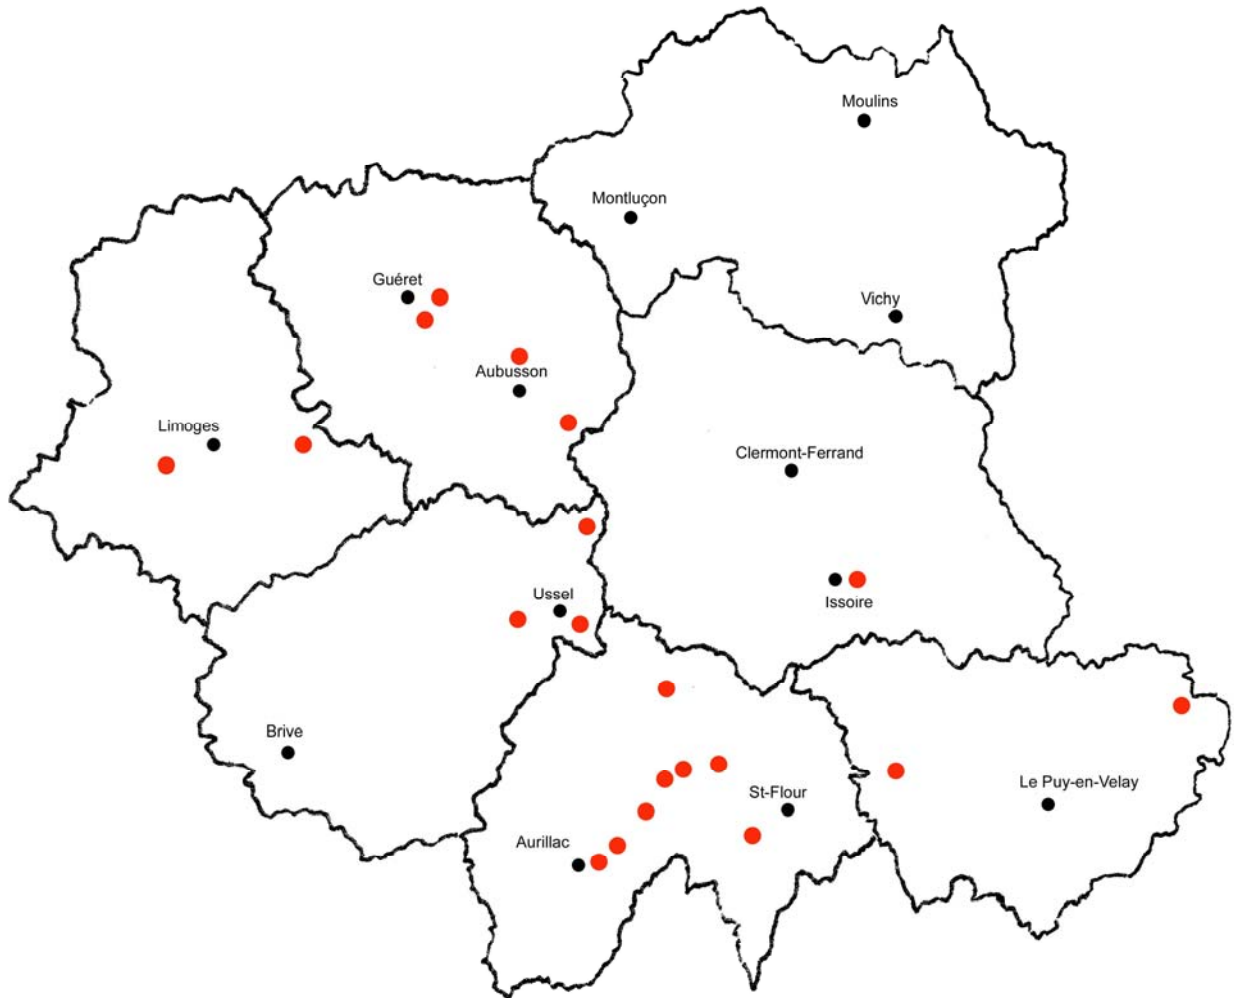 Moulins
Montluçon
Guéret
Vichy
Aubusson
Limoges
Clermont-Ferrand
Ussel
Issoire
Brive
Le Puy-en-Velay
St-Flour
Aurillac